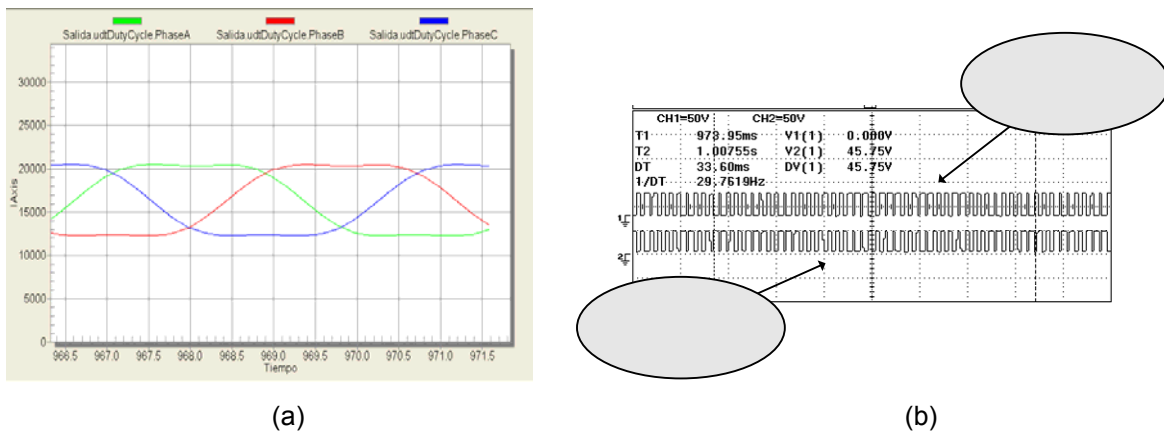 Salida.udtDutyCycle.PhaseA Salida.udtDutyCycle.PhaseB Salida.udtDutyCycle.PhaseC
30000
25000
20000
15000
10000
5000
0
IAxis
966.5 967.0 967.5 968.0 968.5 969.0 969.5 970.0 970.5 971.0 971.5
Tiempo
(a)
CH1=50V CH2=50V
T1 973.95ms V1(1) 0.000V
T2 1.00755s V2(1) 45.75V
DT 33.60ms DV(1) 45.75V
1/DT 29.7619Hz
1
2
(b)